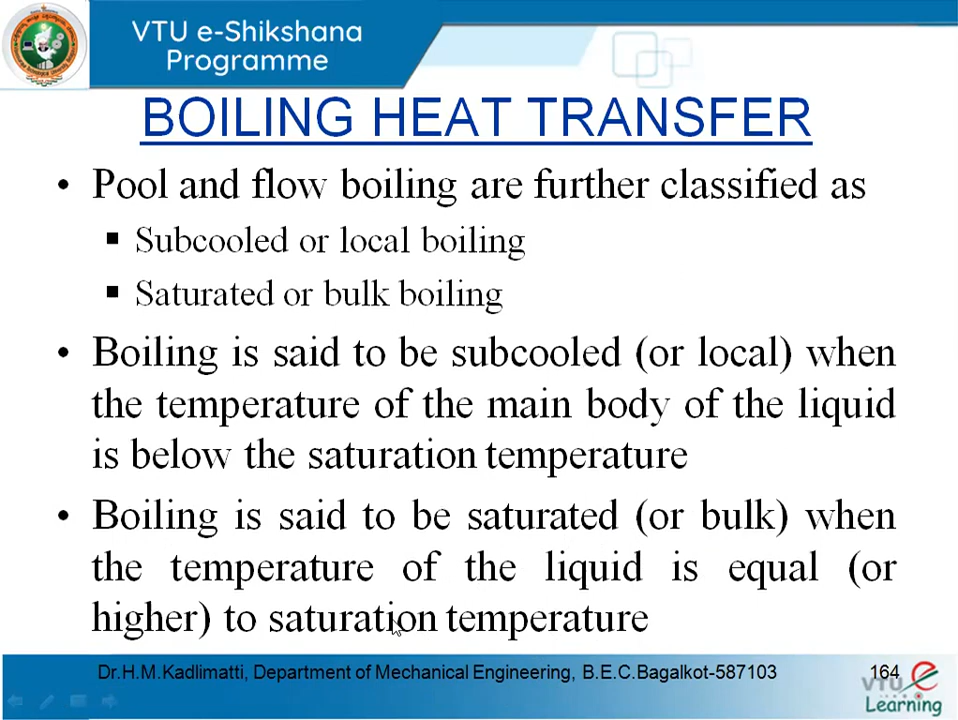 VTU e-Shikshana
Programme
BOILING HEAT TRANSFER
• Pool and flow boiling are further classified as
▪ Subcooled or local boiling
▪ Saturated or bulk boiling
• Boiling is said to be subcooled (or local) when
the temperature of the main body of the liquid
is below the saturation temperature
• Boiling is said to be saturated (or bulk) when
the temperature of the liquid is equal (or
higher) to saturation temperature
Dr.H.M.Kadlimatti, Department of Mechanical Engineering, B.E.C.Bagalkot-587103
164
VTU e
Learning